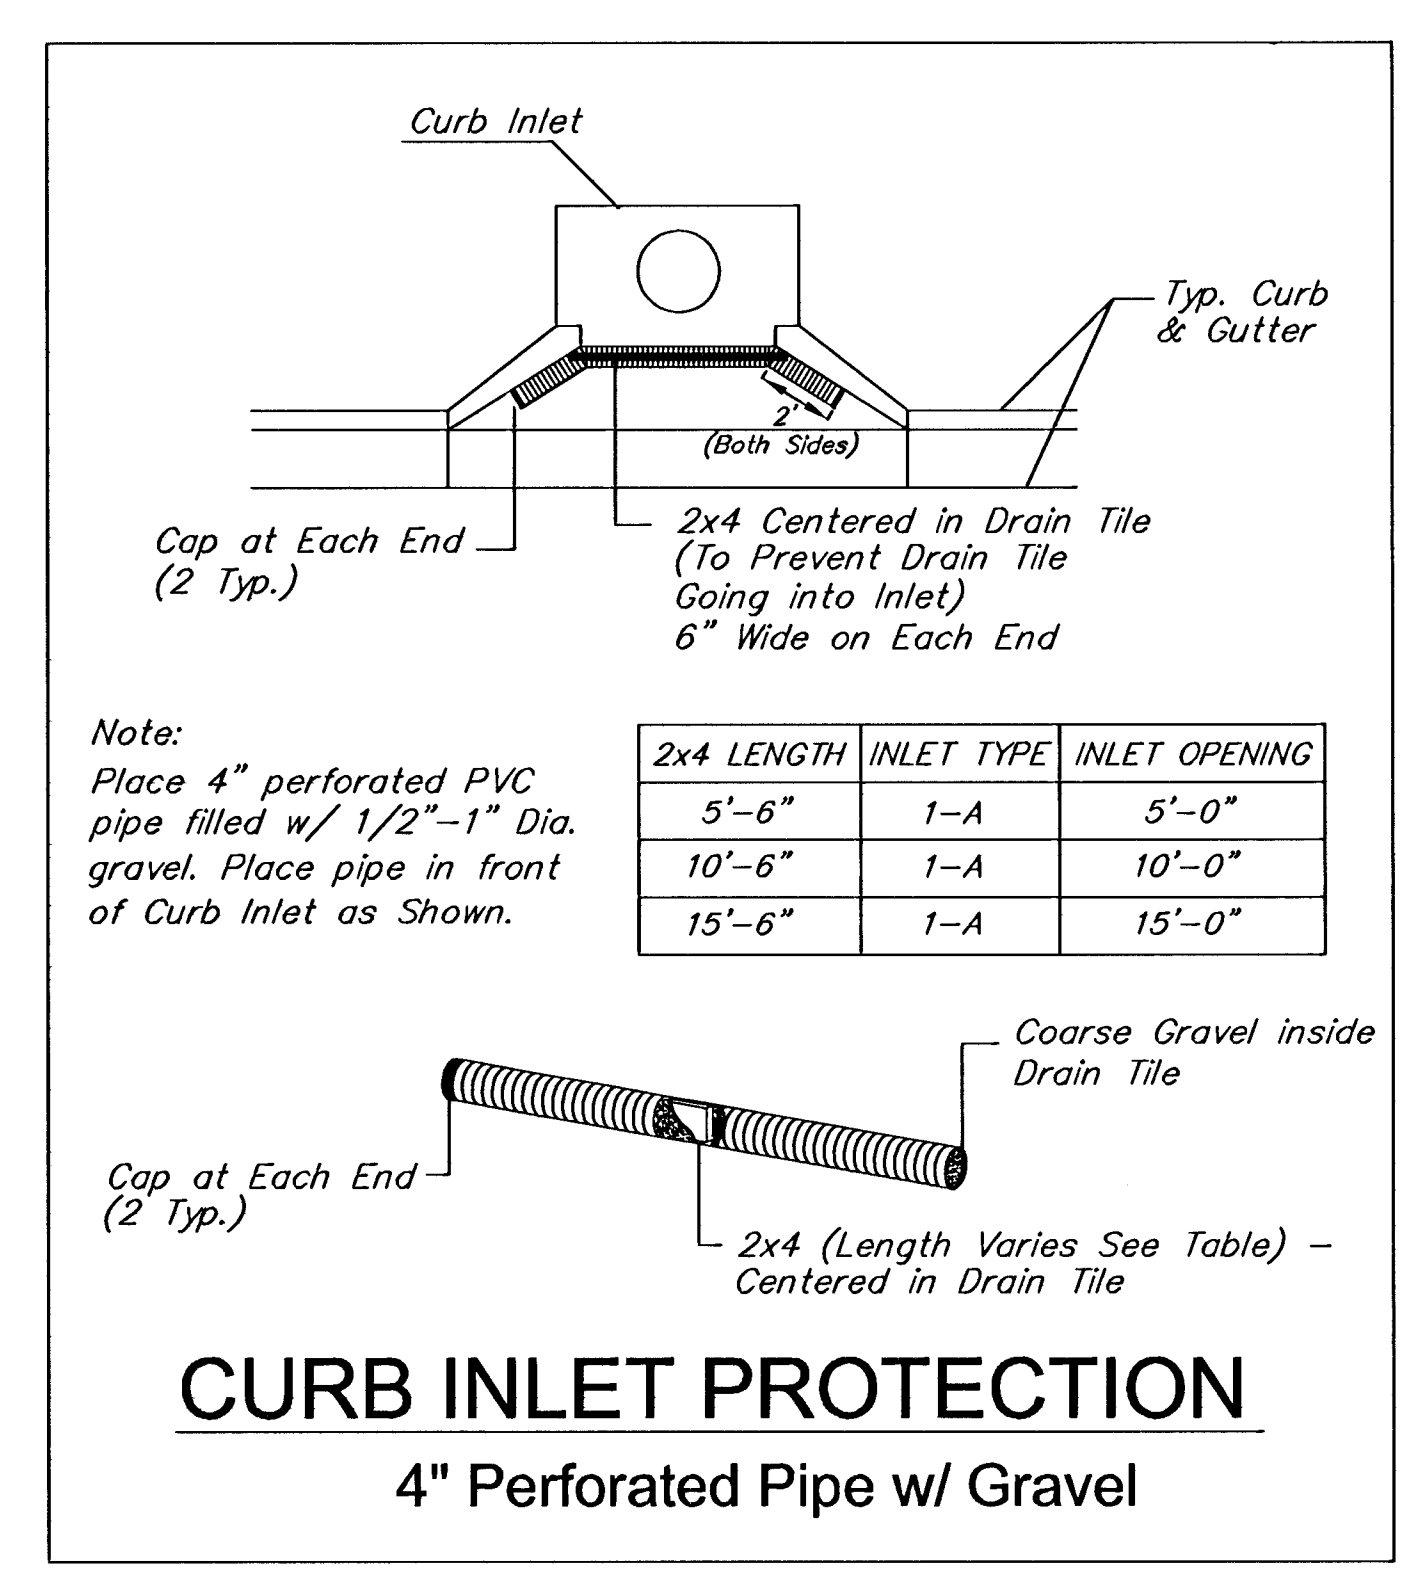 Curb Inlet
Typ. Curb
& Gutter
2'
(Both Sides)
Cap at Each End
(2 Typ.)
2x4 Centered in Drain Tile
(To Prevent Drain Tile
Going into Inlet)
6" Wide on Each End
Note:
Place 4" perforated PVC
pipe filled w/ 1/2"-1" Dia.
gravel. Place pipe in front
of Curb Inlet as Shown.
2x4 LENGTH INLET TYPE INLET OPENING
5'-6" 1-A 5'-0"
10'-6" 1-A 10'-0"
15'-6" 1-A 15'-0"
Coarse Gravel inside
Drain Tile
Cap at Each End
(2 Typ.)
2x4 (Length Varies See Table) -
Centered in Drain Tile
CURB INLET PROTECTION
4" Perforated Pipe w/ Gravel